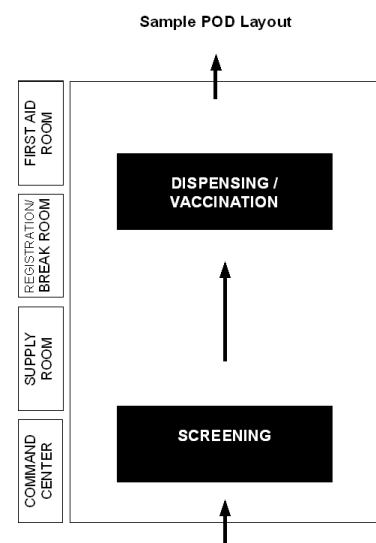 Sample POD Layout
FIRST AID
ROOM
DISPENSING /
VACCINATION
REGISTRATION/
BREAK ROOM
SUPPLY
ROOM
SCREENING
COMMAND
CENTER